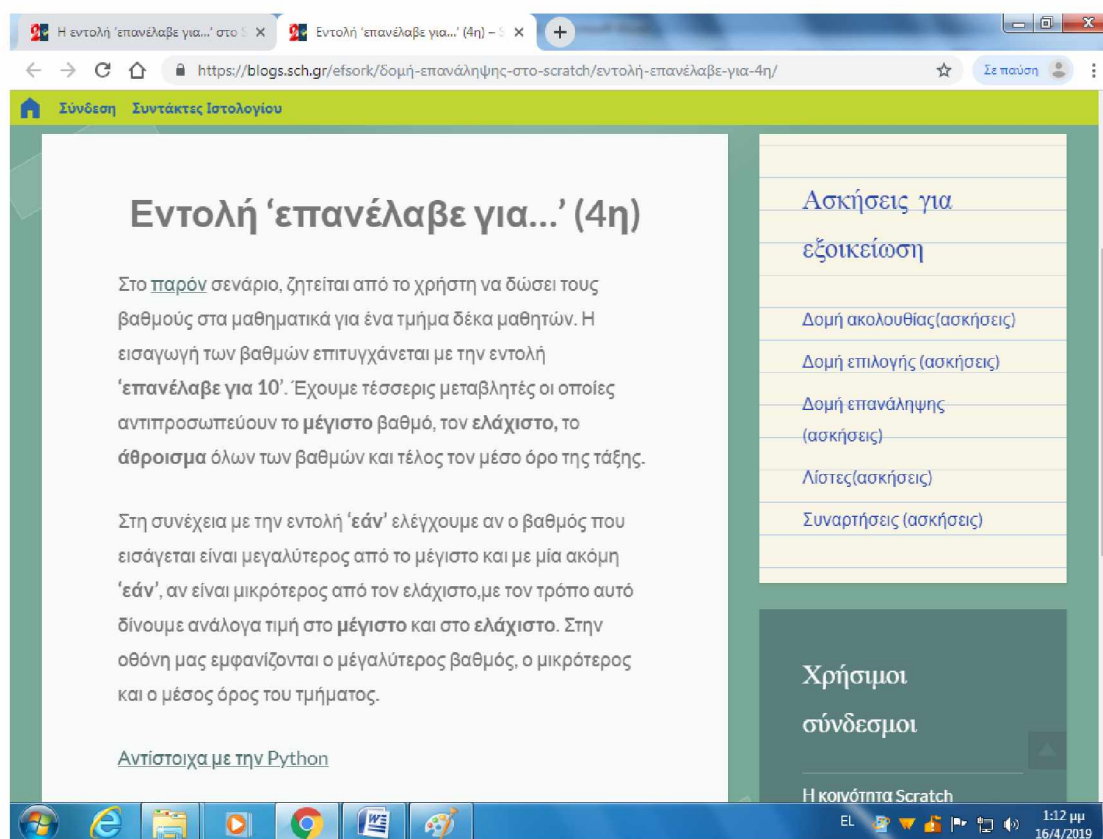 Η εντολή 'επανέλαβε για...' στο S
Εντολή 'επανέλαβε για...' (4η) – S
https://blogs.sch.gr/efsork/δομή-επανάληψης-στο-scratch/εντολή-επανέλαβε-για-4η/
Σε παύση
Σύνδεση Συντάκτες Ιστολογίου
Εντολή ‘επανέλαβε για...’ (4η)
Στο παρόν σενάριο, ζητείται από το χρήστη να δώσει τους
βαθμούς στα μαθηματικά για ένα τμήμα δέκα μαθητών. Η
εισαγωγή των βαθμών επιτυγχάνεται με την εντολή
‘επανέλαβε για 10’. Έχουμε τέσσερις μεταβλητές οι οποίες
αντιπροσωπεύουν το μέγιστο βαθμό, τον ελάχιστο, το
άθροισμα όλων των βαθμών και τέλος τον μέσο όρο της τάξης.
Στη συνέχεια με την εντολή ‘εάν’ ελέγχουμε αν ο βαθμός που
εισάγεται είναι μεγαλύτερος από το μέγιστο και με μία ακόμη
‘εάν’, αν είναι μικρότερος από τον ελάχιστο,με τον τρόπο αυτό
δίνουμε ανάλογα τιμή στο μέγιστο και στο ελάχιστο. Στην
οθόνη μας εμφανίζονται ο μέγαλύτερος βαθμός, ο μικρότερος
και ο μέσος όρος του τμήματος.
Αντίστοιχα με την Python
Ασκήσεις για
εξοικείωση
Δομή ακολουθίας(ασκήσεις)
Δομή επιλογής (ασκήσεις)
Δομή επανάληψης
(ασκήσεις)
Λίστες(ασκήσεις)
Συναρτήσεις (ασκήσεις)
Χρήσιμοι
σύνδεσμοι
Η κοινότητα Scratch
EL
1:12 μμ
16/4/2019